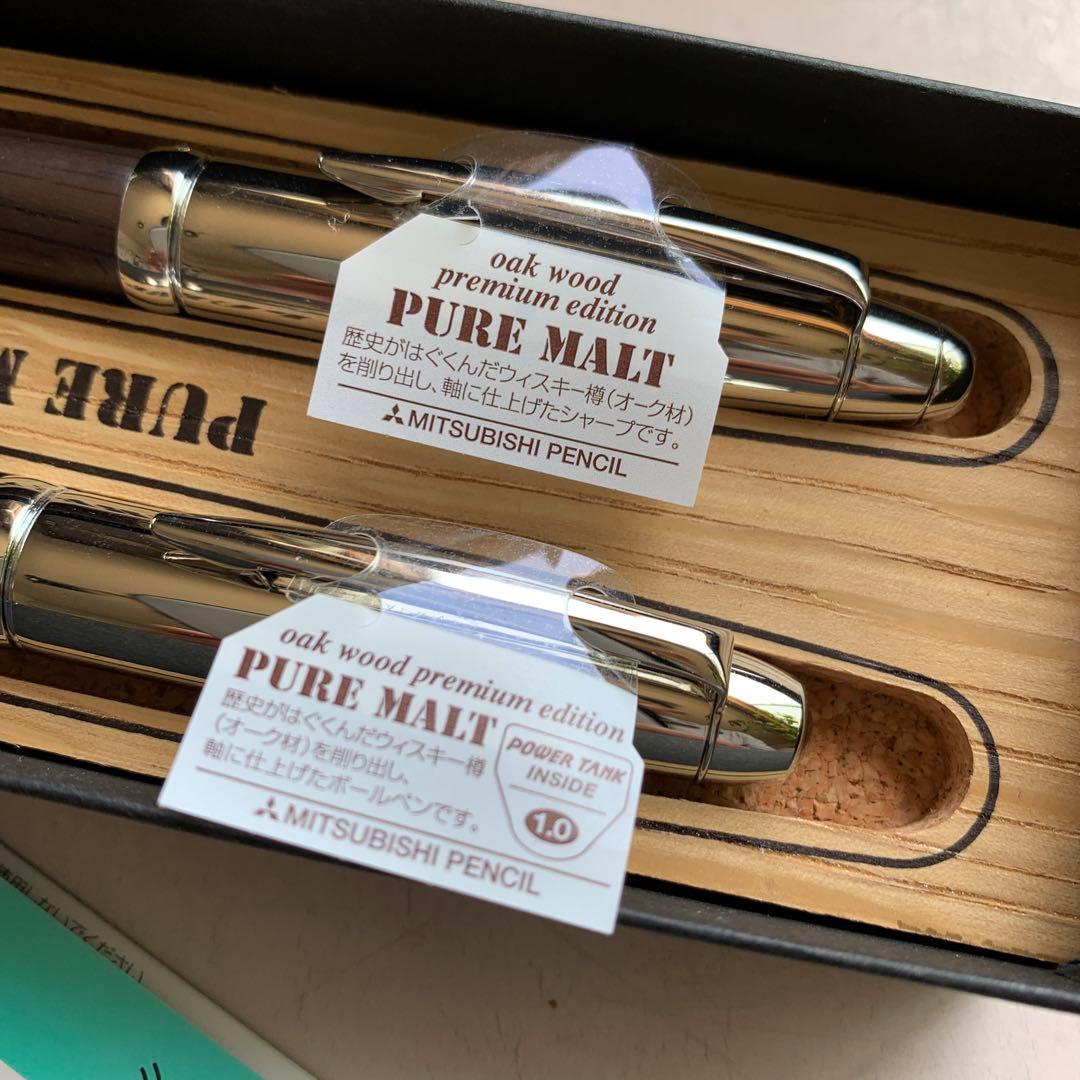 oak wood
premium edition
PURE MALT
歴史がはぐくんだウィスキー樽(オーク材)
を削り出し、軸に仕上げたシャープです。
MITSUBISHI PENCIL
PURE M
oak wood premium edition
PURE MALT
歴史がはぐくんだウィスキー樽
(オーク材)を削り出し、
軸に仕上げたボールペンです。
POWER TANK
INSIDE
1.0
MITSUBISHI PENCIL